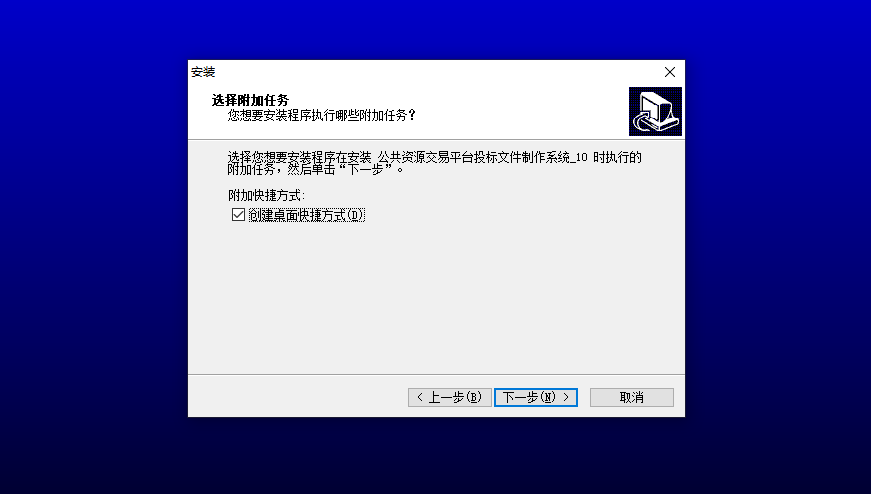 安装
选择附加任务
您想要安装程序执行哪些附加任务？
选择您想要安装程序在安装 公共资源交易平台投标文件制作系统_10 时执行的
附加任务，然后单击“下一步”。
附加快捷方式:
创建桌面快捷方式(D)
< 上一步(B)
下一步(N) >
取消